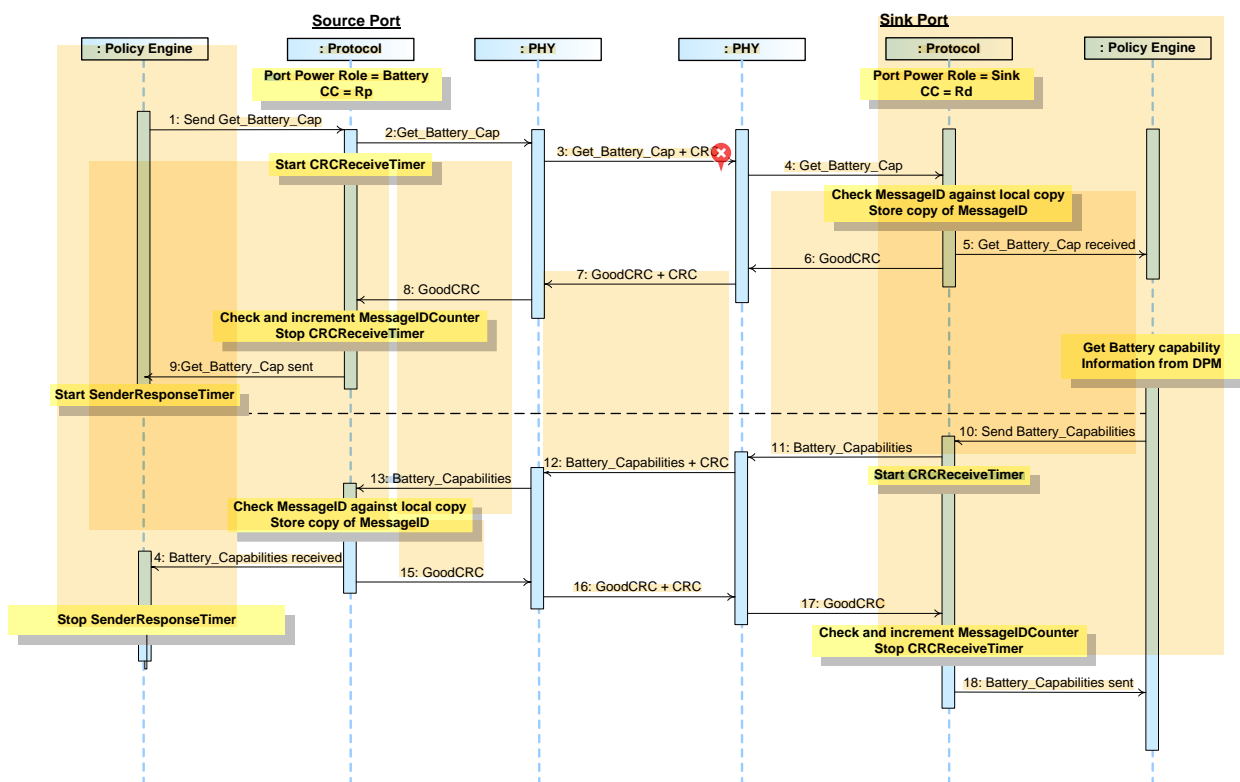 Source Port
Sink Port
: Policy Engine
: Protocol
: PHY
: PHY
: Protocol
: Policy Engine
Port Power Role = Battery
CC = Rp
Port Power Role = Sink
CC = Rd
1: Send Get_Battery_Cap
2:Get_Battery_Cap
3: Get_Battery_Cap + CRC
Start CRCReceiveTimer
4: Get_Battery_Cap
Check MessageID against local copy
Store copy of MessageID
5: Get_Battery_Cap received
6: GoodCRC
7: GoodCRC + CRC
8: GoodCRC
Check and increment MessageIDCounter
Stop CRCReceiveTimer
Get Battery capability
Information from DPM
9:Get_Battery_Cap sent
Start SenderResponseTimer
10: Send Battery_Capabilities
11: Battery_Capabilities
12: Battery_Capabilities + CRC
Start CRCReceiveTimer
13: Battery_Capabilities
Check MessageID against local copy
Store copy of MessageID
4: Battery_Capabilities received
15: GoodCRC
16: GoodCRC + CRC
17: GoodCRC
Stop SenderResponseTimer
Check and increment MessageIDCounter
Stop CRCReceiveTimer
18: Battery_Capabilities sent